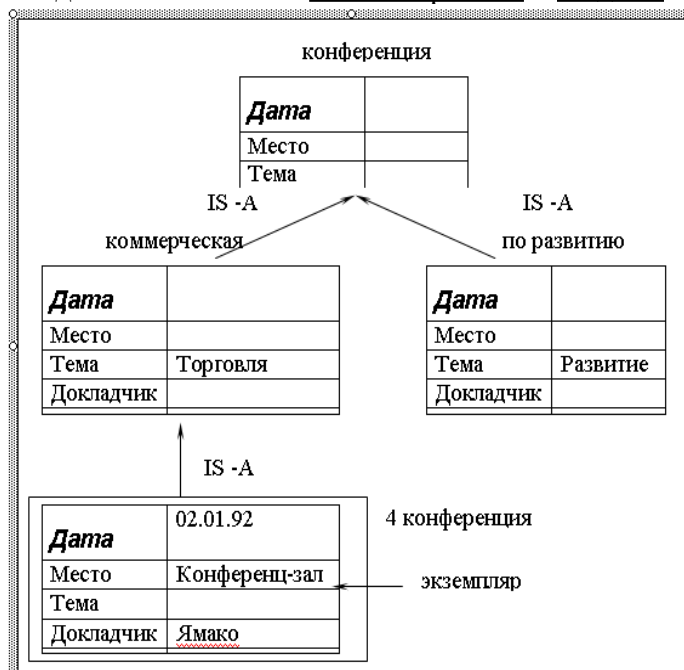 конференция
Дата
Место
Тема
IS -A IS -A
коммерческая по развитию
Дата Дата
Место Место
Тема Торговля Тема Развитие
Докладчик Докладчик
IS -A
02.01.92 4 конференция
Дата
Место Конференц-зал экземпляр
Тема
Докладчик Ямако